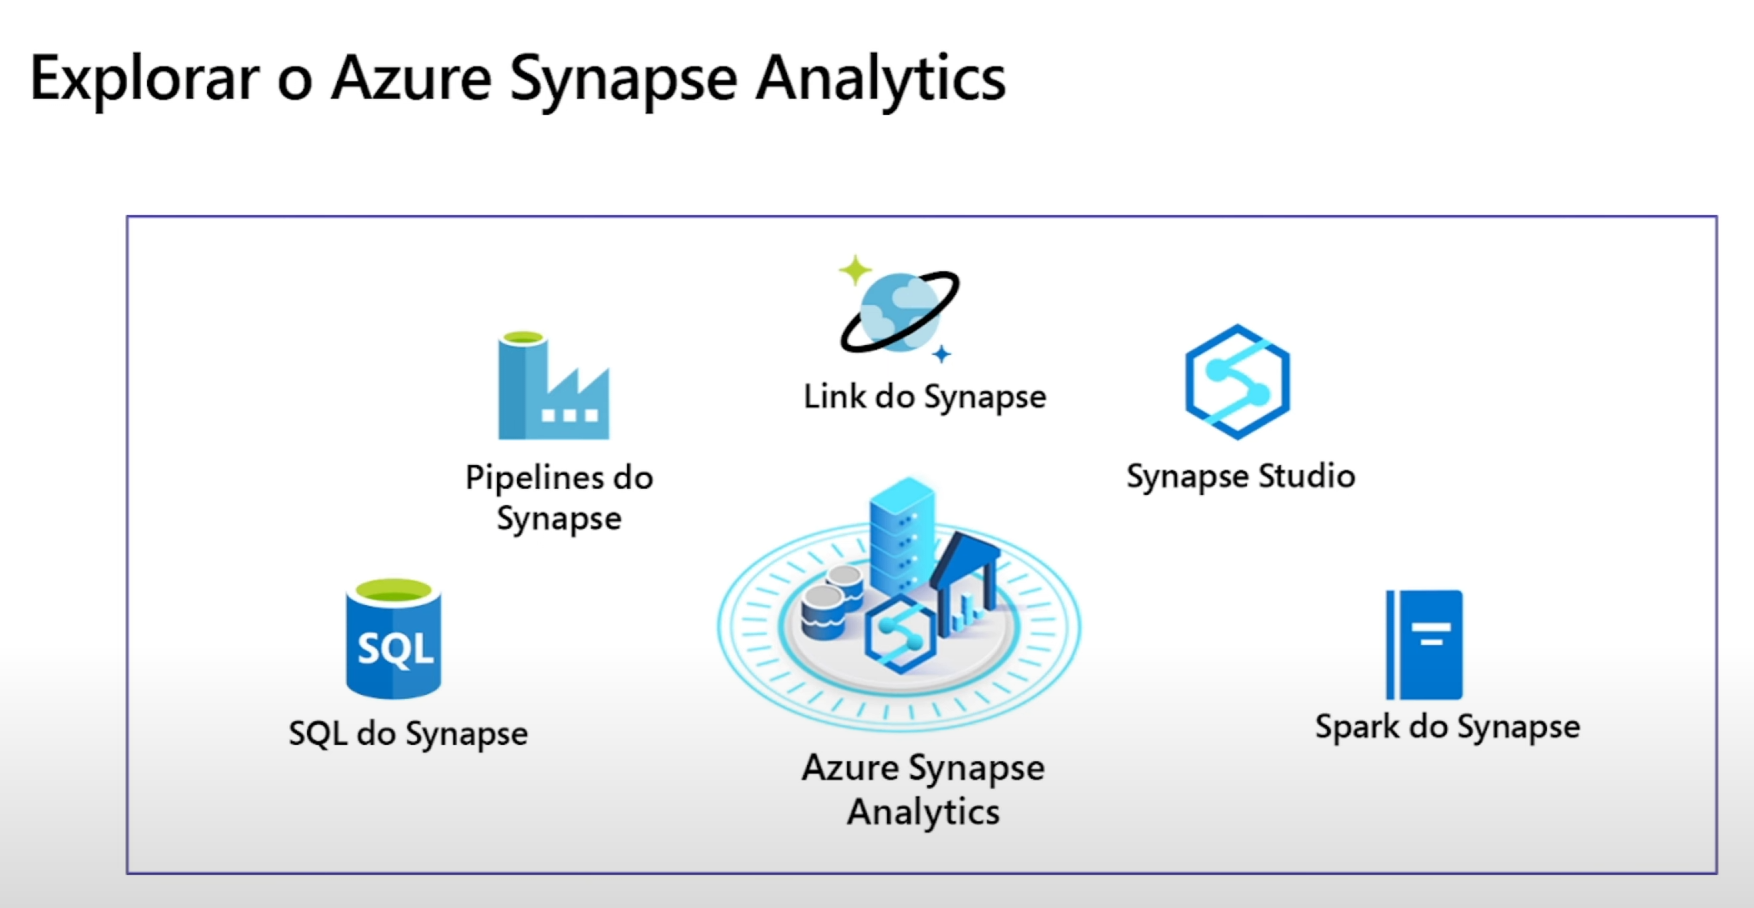 Explorar o Azure Synapse Analytics
Link do Synapse
Pipelines do
Synapse
Synapse Studio
SQL
SQL do Synapse
Spark do Synapse
Azure Synapse
Analytics